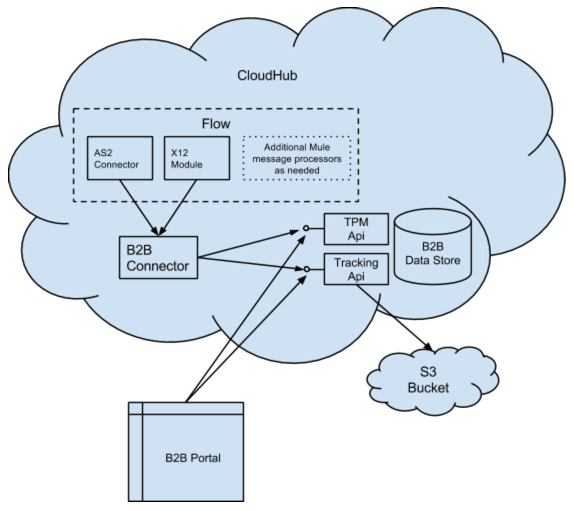 CloudHub
Flow
AS2
Connector
X12
Module
Additional Mule
message processors
as needed
B2B
Connector
TPM
Api
Tracking
Api
B2B
Data Store
S3
Bucket
B2B Portal